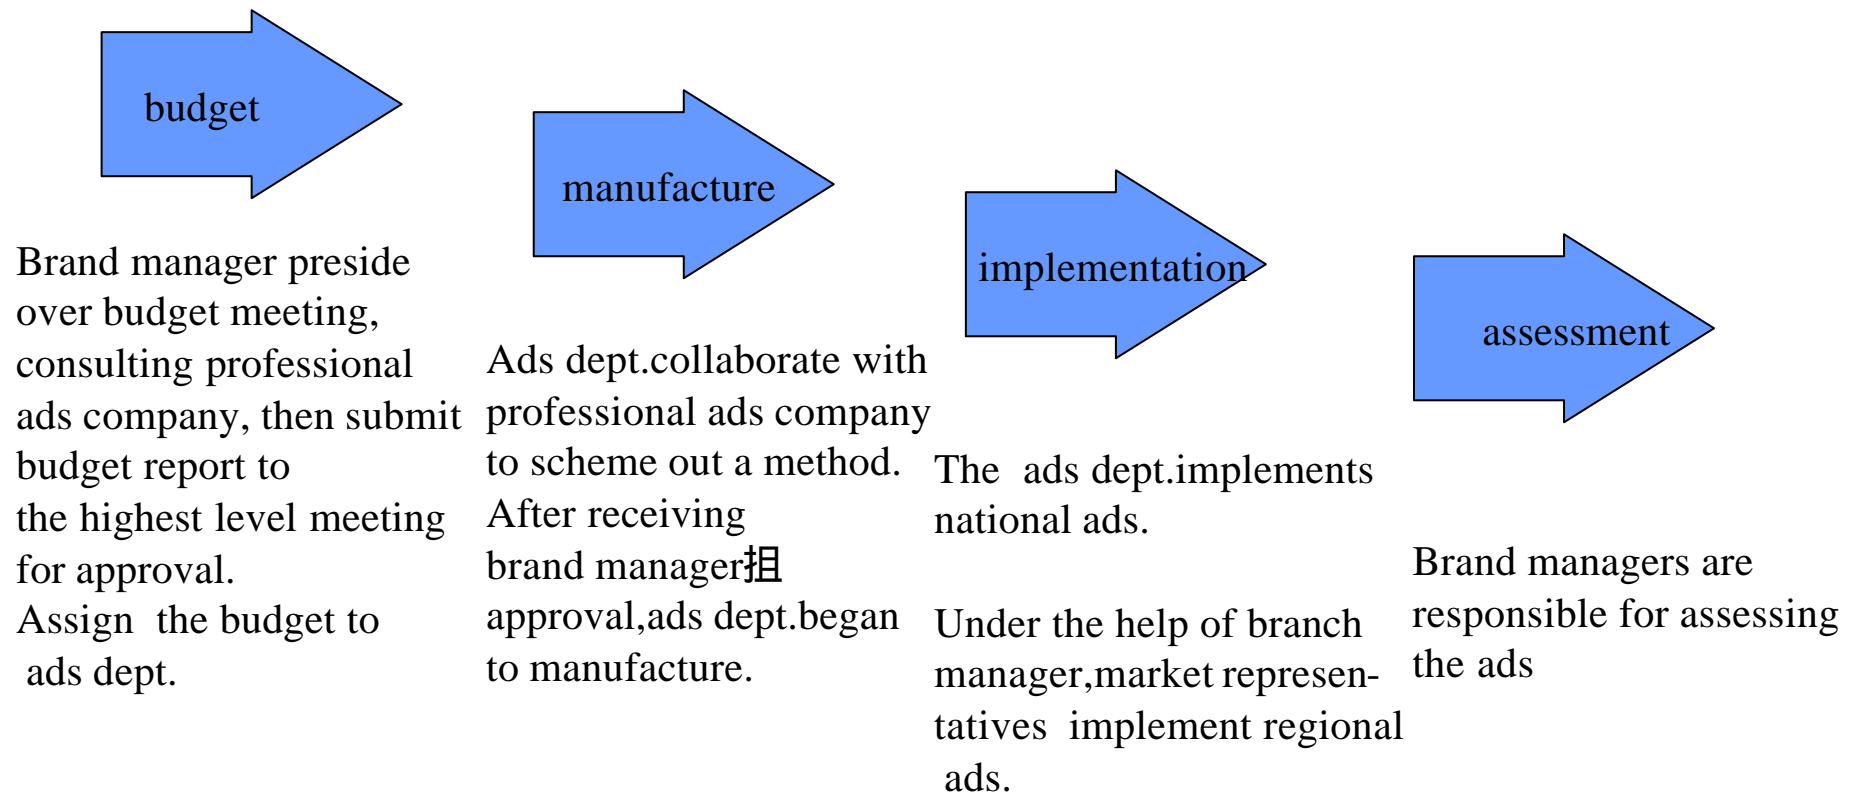 budget
Brand manager preside
over budget meeting,
consulting professional
ads company, then submit
budget report to
the highest level meeting
for approval.
Assign the budget to
ads dept.
manufacture
Ads dept.collaborate with
professional ads company
to scheme out a method.
After receiving
brand manager抯
approval,ads dept.began
to manufacture.
implementation
The ads dept.implements
national ads.
Under the help of branch
manager,market represen-
tatives implement regional
ads.
assessment
Brand managers are
responsible for assessing
the ads